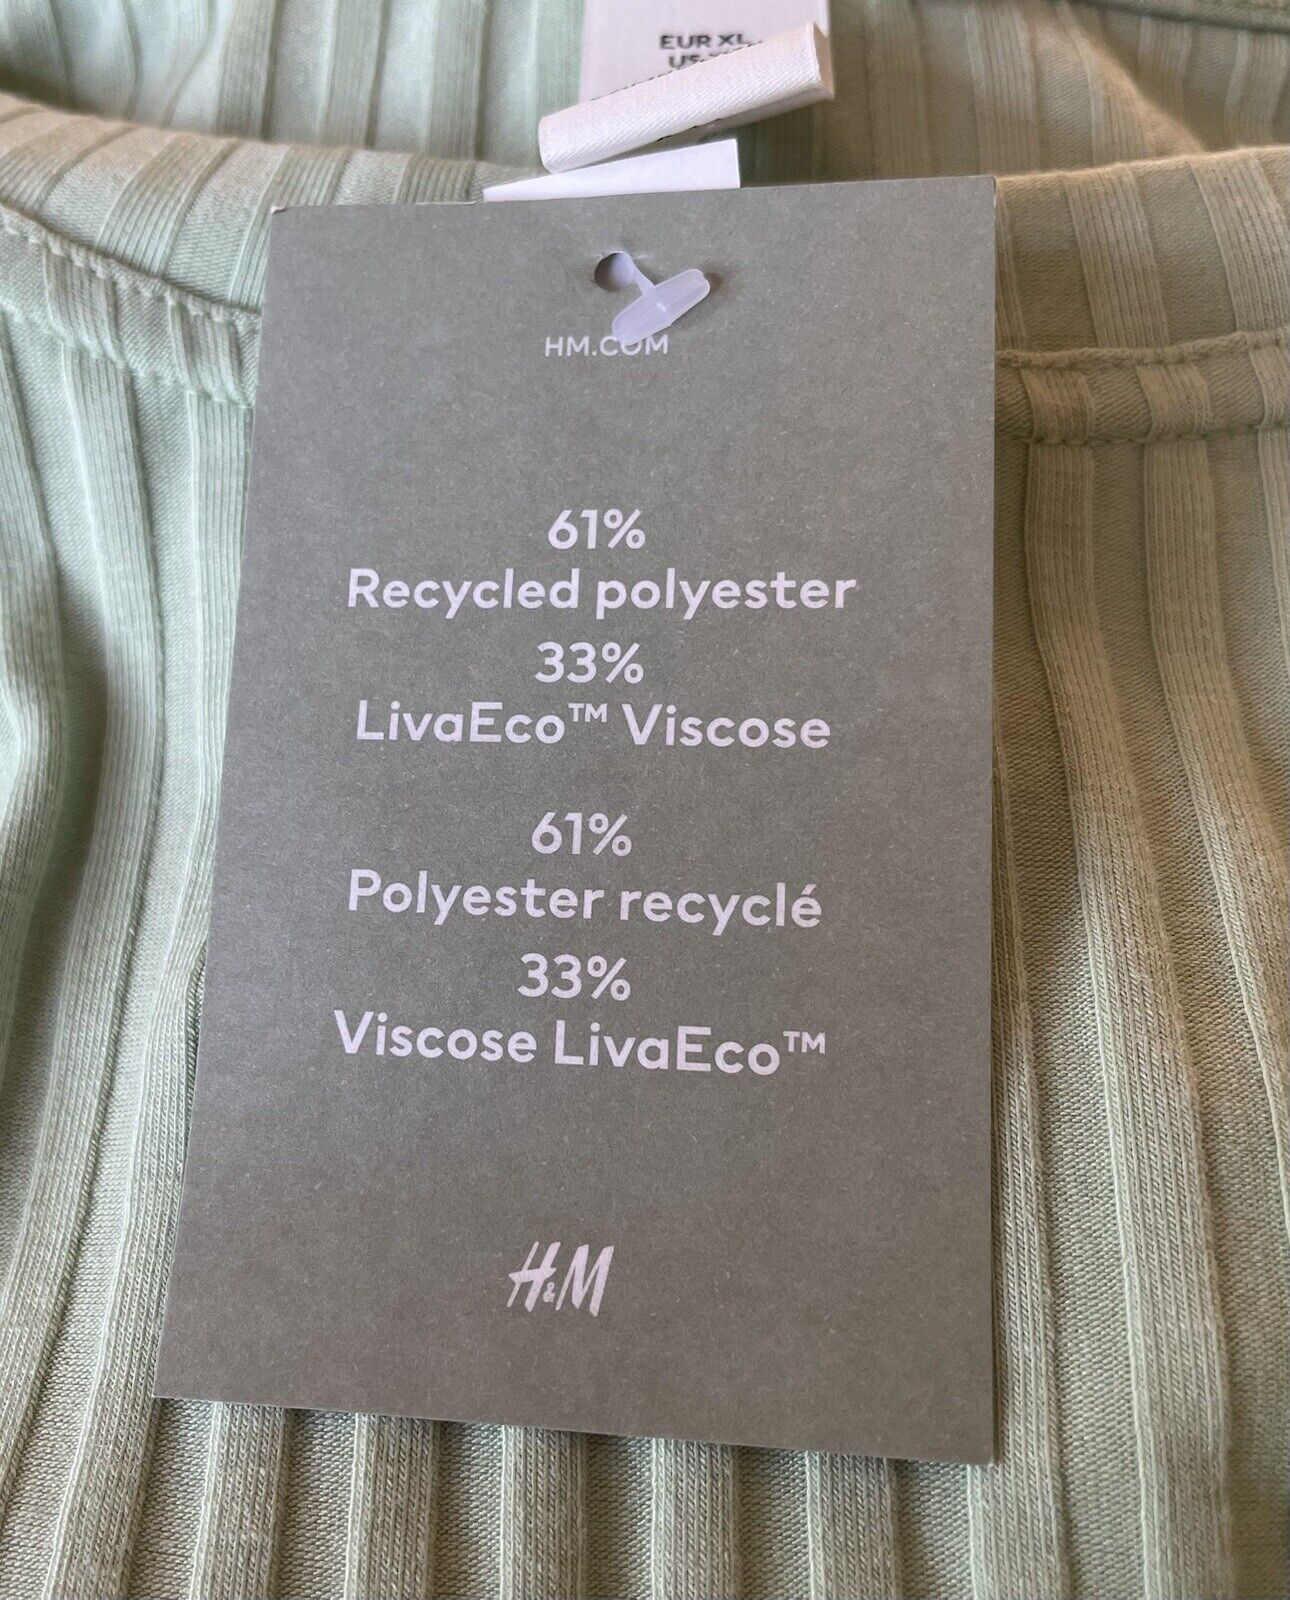 EUR XL
HM.COM
61%
Recycled polyester
33%
LivaEco™ Viscose
61%
Polyester recyclé
33%
Viscose LivaEco™
H&M